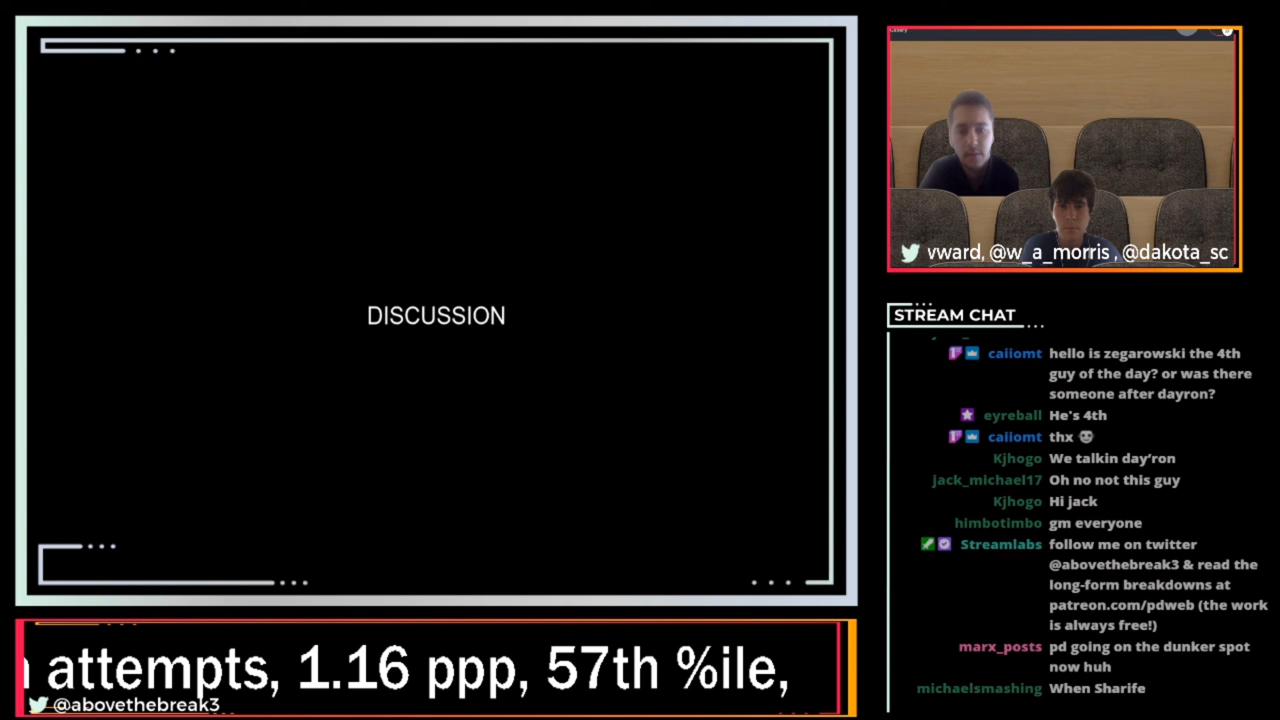 DISCUSSION
attempts, 1.16 ppp, 57th %ile,
@abovethebreak3
vward, @w_a_morris , @dakota_sc
STREAM CHAT
caiiomt hello is zegarowski the 4th
guy of the day? or was there
someone after dayron?
eyreball He's 4th
caiiomt thx
Kjhogo We talkin day'ron
jack_michael17 Oh no not this guy
Kjhogo Hi jack
himbotimbo gm everyone
Streamlabs follow me on twitter
@abovethebreak3 & read the
long-form breakdowns at
patreon.com/pdweb (the work
is always free!)
marx_posts pd going on the dunker spot
now huh
michaelsmashing When Sharife